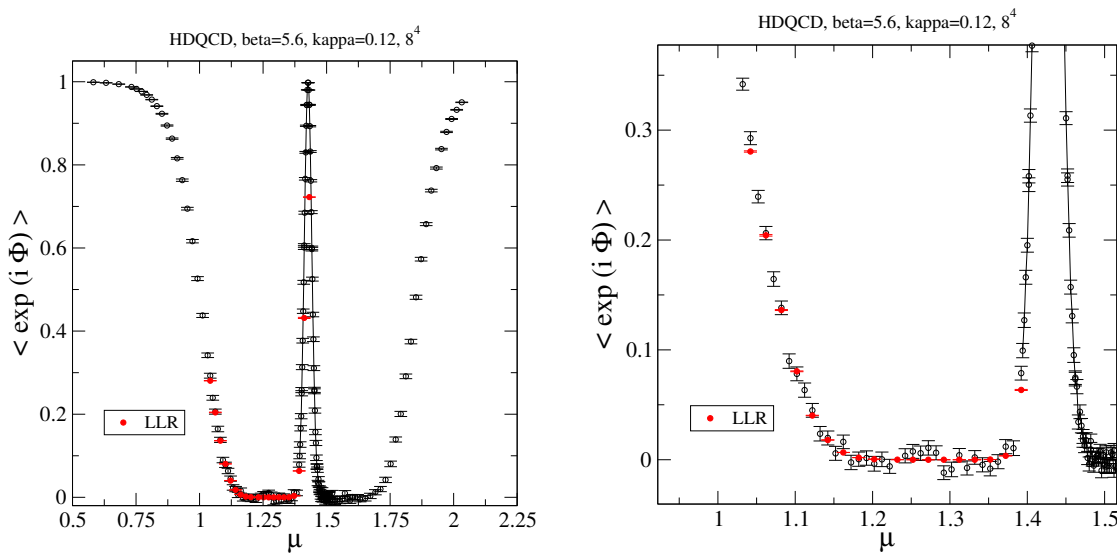 HDQCD, beta=5.6, kappa=0.12, 8^4
< exp (i Φ) >
1
0.8
0.6
0.4
0.2
0
LLR
0.5 0.75 1 1.25 1.5 1.75 2 2.25
μ
HDQCD, beta=5.6, kappa=0.12, 8^4
< exp (i Φ) >
0.3
0.2
0.1
0
LLR
1 1.1 1.2 1.3 1.4 1.5
μ